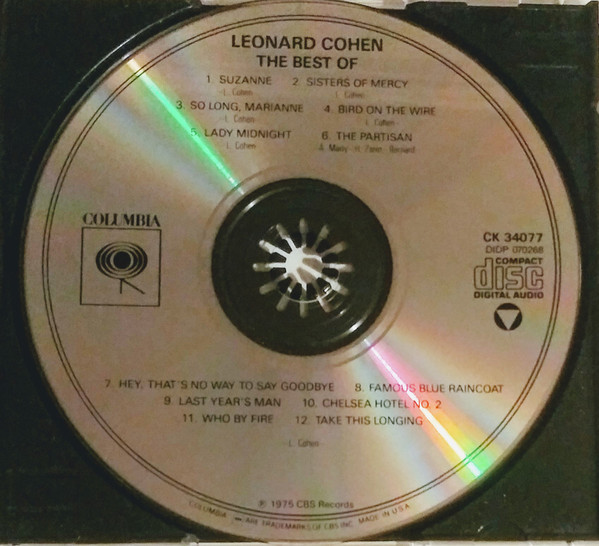 LEONARD COHEN
THE BEST OF
1. SUZANNE 2. SISTERS OF MERCY
-L. Cohen- L. Cohen
3. SO LONG, MARIANNE 4. BIRD ON THE WIRE
-L. Cohen- L. Cohen-
5. LADY MIDNIGHT 6. THE PARTISAN
L. Cohen
COLUMBIA
CK 34077
DIDP 070268
COMPACT
disc
DIGITAL AUDIO
7. HEY, THAT'S NO WAY TO SAY GOODBYE 8. FAMOUS BLUE RAINCOAT
9. LAST YEAR'S MAN 10. CHELSEA HOTEL NO. 2
11. WHO BY FIRE 12. TAKE THIS LONGING
-L. Cohen-
℗ 1975 CBS Records
COLUMBIA, ARE TRADEMARKS OF CBS INC. MADE IN U.S.A.